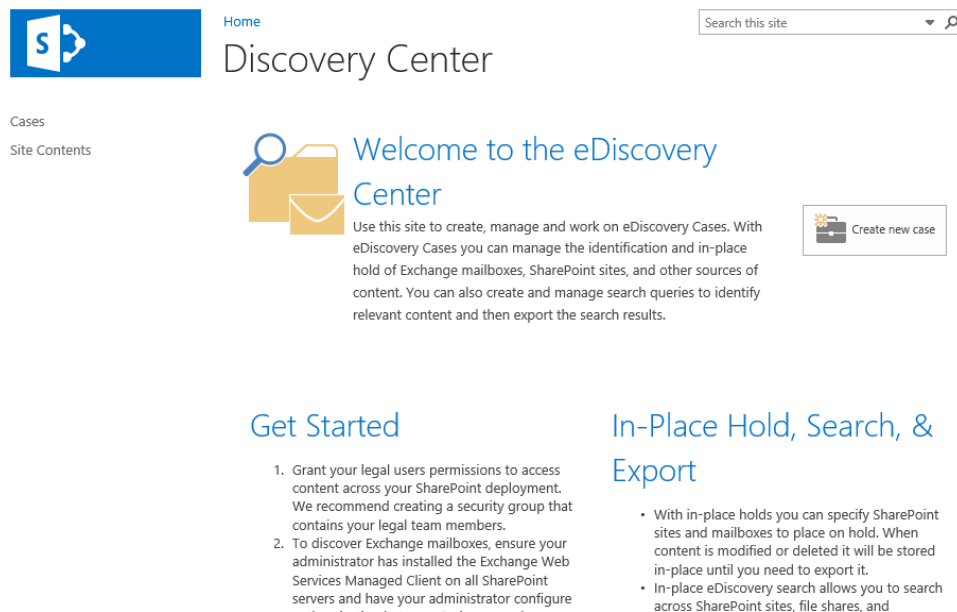 S
Home
Search this site
Discovery Center
Cases
Site Contents
Welcome to the eDiscovery
Center
Use this site to create, manage and work on eDiscovery Cases. With
eDiscovery Cases you can manage the identification and in-place
hold of Exchange mailboxes, SharePoint sites, and other sources of
content. You can also create and manage search queries to identify
relevant content and then export the search results.
Create new case
Get Started
1. Grant your legal users permissions to access
content across your SharePoint deployment.
We recommend creating a security group that
contains your legal team members.
2. To discover Exchange mailboxes, ensure your
administrator has installed the Exchange Web
Services Managed Client on all SharePoint
servers and have your administrator configure
In-Place Hold, Search, &
Export
• With in-place holds you can specify SharePoint
sites and mailboxes to place on hold. When
content is modified or deleted it will be stored
in-place until you need to export it.
• In-place eDiscovery search allows you to search
across SharePoint sites, file shares, and